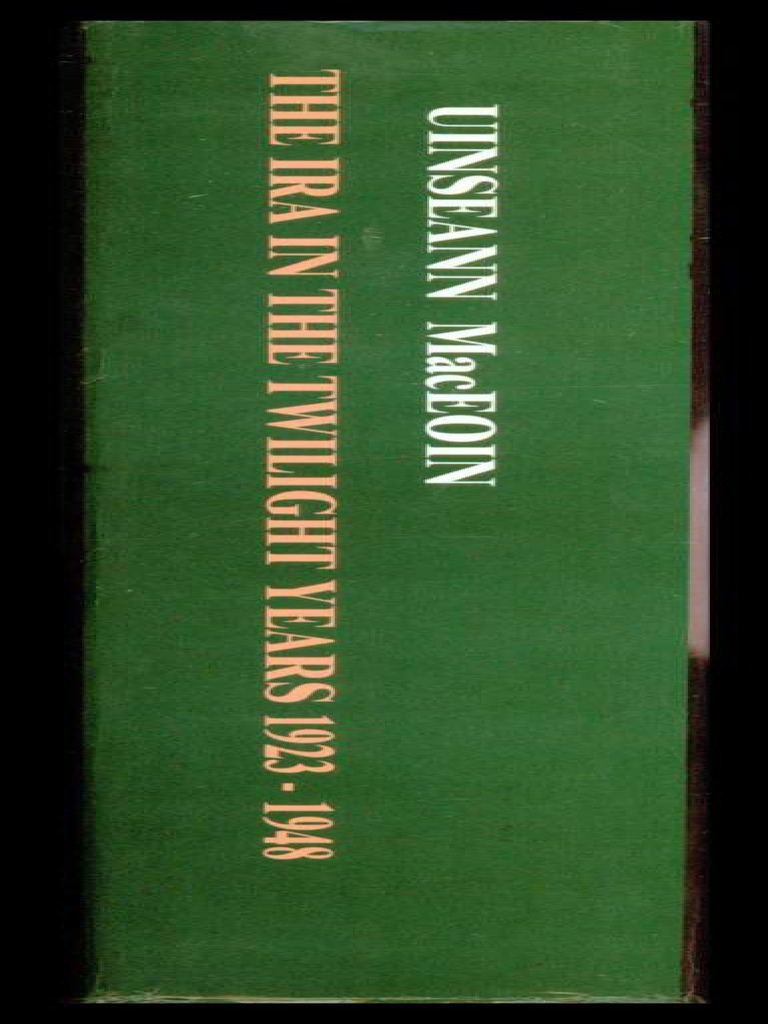 UINSEANN MacEOIN
THE IRA IN THE TWILIGHT YEARS 1923 · 1948